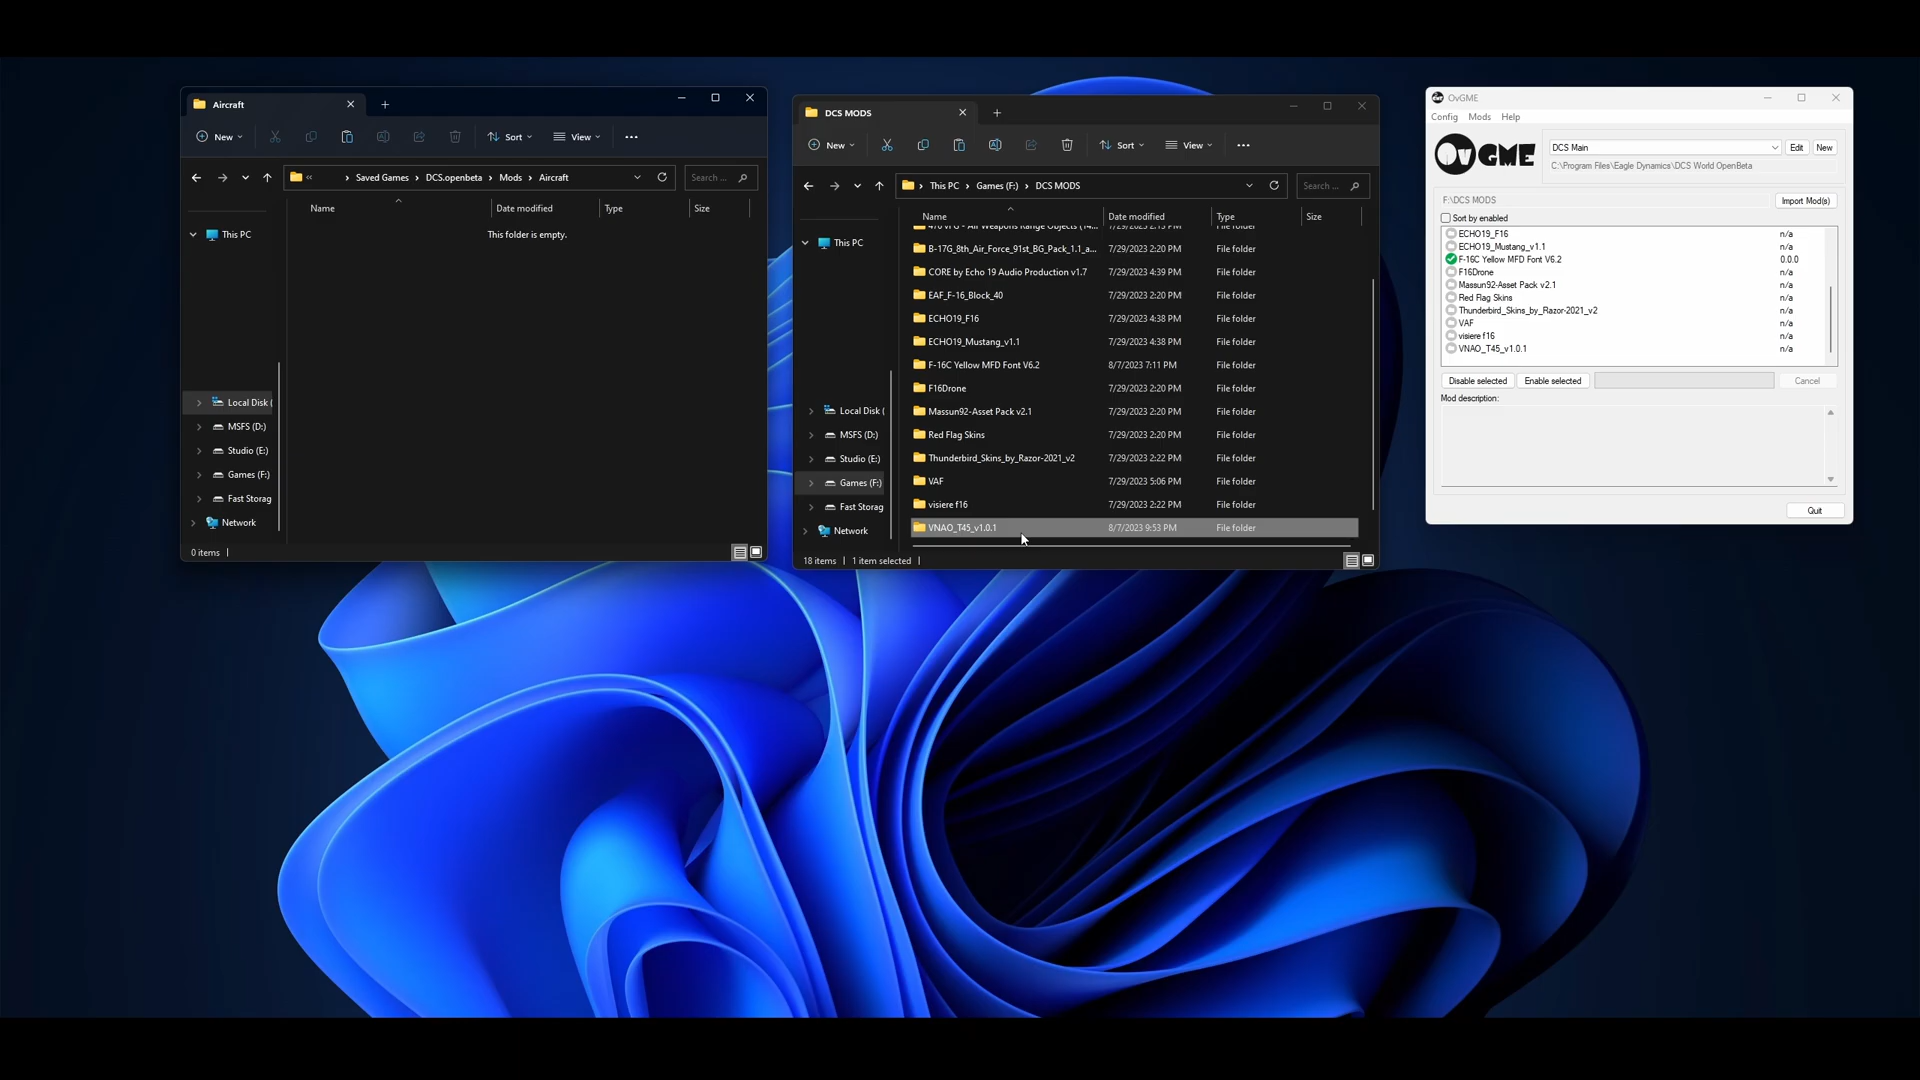 Aircraft
New
Sort
View
Saved Games
DCS.openbeta
Mods
Aircraft
Search ...
Name
Date modified
Type
Size
This folder is empty.
This PC
Local Disk (
MSFS (D:)
Studio (E:)
Games (F:)
Fast Storag
Network
0 items
DCS MODS
New
Sort
View
This PC
Games (F:)
DCS MODS
Search ...
Name
Date modified
Type
Size
This PC
Local Disk (
MSFS (D:)
Studio (E:)
Games (F:)
Fast Storag
Network
B-17G_8th_Air_Force_91st_BG_Pack_1.1_a... 7/29/2023 2:20 PM File folder
CORE by Echo 19 Audio Production v1.7 7/29/2023 4:39 PM File folder
EAF_F-16_Block_40 7/29/2023 2:20 PM File folder
ECHO19_F16 7/29/2023 4:38 PM File folder
ECHO19_Mustang_v1.1 7/29/2023 4:38 PM File folder
F-16C Yellow MFD Font V6.2 8/7/2023 7:11 PM File folder
F16Drone 7/29/2023 2:20 PM File folder
Massun92-Asset Pack v2.1 7/29/2023 2:20 PM File folder
Red Flag Skins 7/29/2023 2:20 PM File folder
Thunderbird_Skins_by_Razor-2021_v2 7/29/2023 2:22 PM File folder
VAF 7/29/2023 5:06 PM File folder
visiere f16 7/29/2023 2:22 PM File folder
VNAO_T45_v1.0.1 8/7/2023 9:53 PM File folder
18 items
1 item selected
OvGME
Config Mods Help
OvGME
DCS Main
Edit
New
C:\Program Files\Eagle Dynamics\DCS World OpenBeta
F:\DCS MODS
Import Mod(s)
Sort by enabled
ECHO19_F16 n/a
ECHO19_Mustang_v1.1 n/a
F-16C Yellow MFD Font V6.2 0.0.0
F16Drone n/a
Massun92-Asset Pack v2.1 n/a
Red Flag Skins n/a
Thunderbird_Skins_by_Razor-2021_v2 n/a
VAF n/a
visiere f16 n/a
VNAO_T45_v1.0.1 n/a
Disable selected
Enable selected
Cancel
Mod description:
Quit